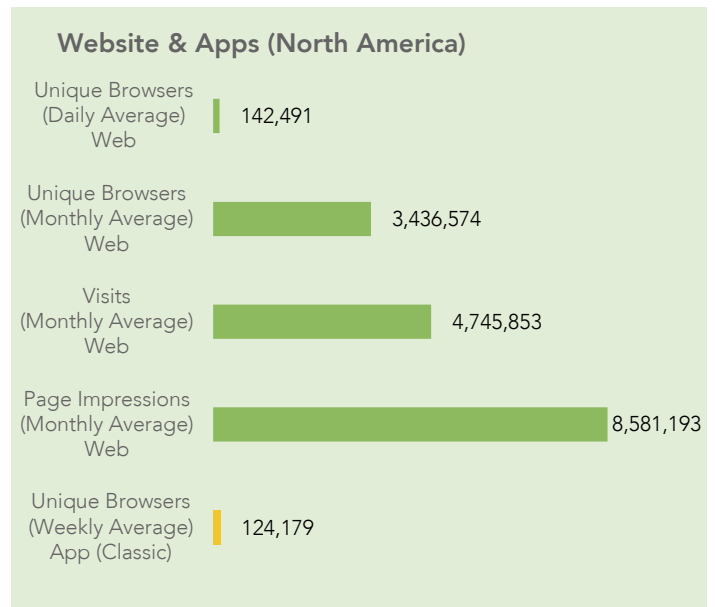 Website & Apps (North America)
Unique Browsers
(Daily Average)
Web
142,491
Unique Browsers
(Monthly Average)
Web
3,436,574
Visits
(Monthly Average)
Web
4,745,853
Page Impressions
(Monthly Average)
Web
8,581,193
Unique Browsers
(Weekly Average)
App (Classic)
124,179